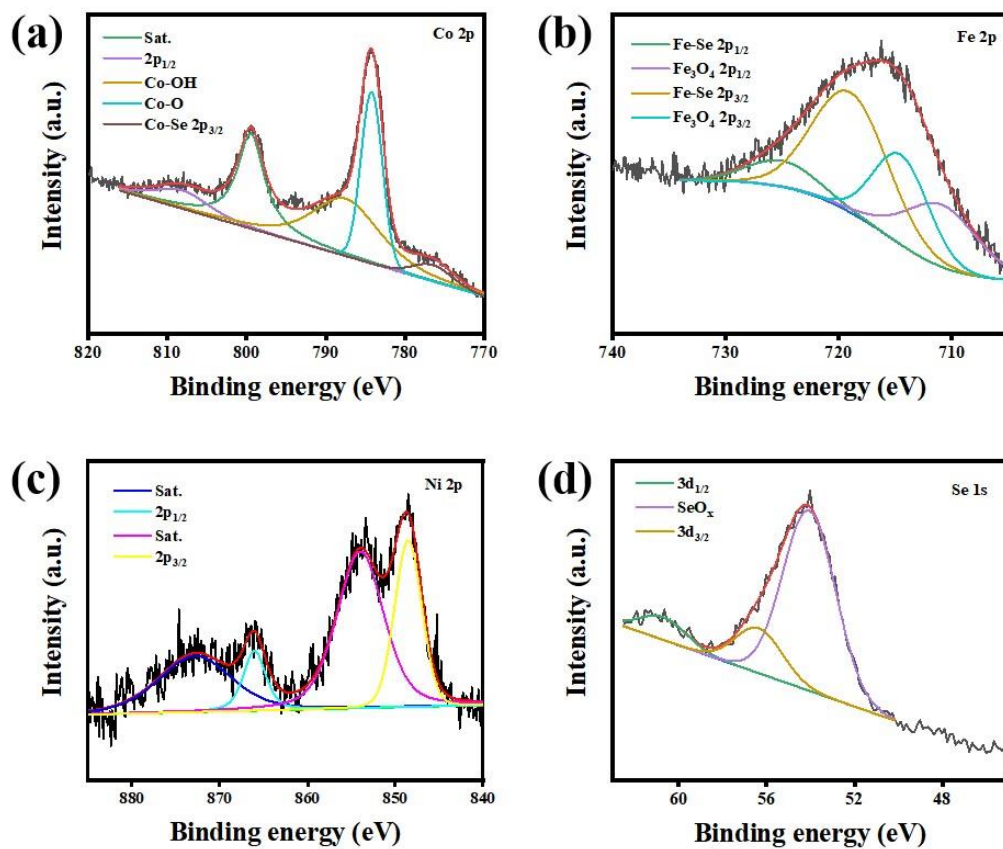 (a)
Co 2p
Sat.
2p1/2
Co-OH
Co-O
Co-Se 2p3/2
Intensity (a.u.)
820 800 790 780 770
Binding energy (eV)
(b)
Fe 2p
Fe-Se 2p1/2
Fe3O4 2p1/2
Fe-Se 2p3/2
Fe3O4 2p3/2
Intensity (a.u.)
740 730 720 710
Binding energy (eV)
(c)
Ni 2p
Sat.
2p1/2
Sat.
2p3/2
Intensity (a.u.)
880 870 860 850 840
Binding energy (eV)
(d)
Se 1s
3d1/2
SeOx
3d3/2
Intensity (a.u.)
60 56 52 48
Binding energy (eV)